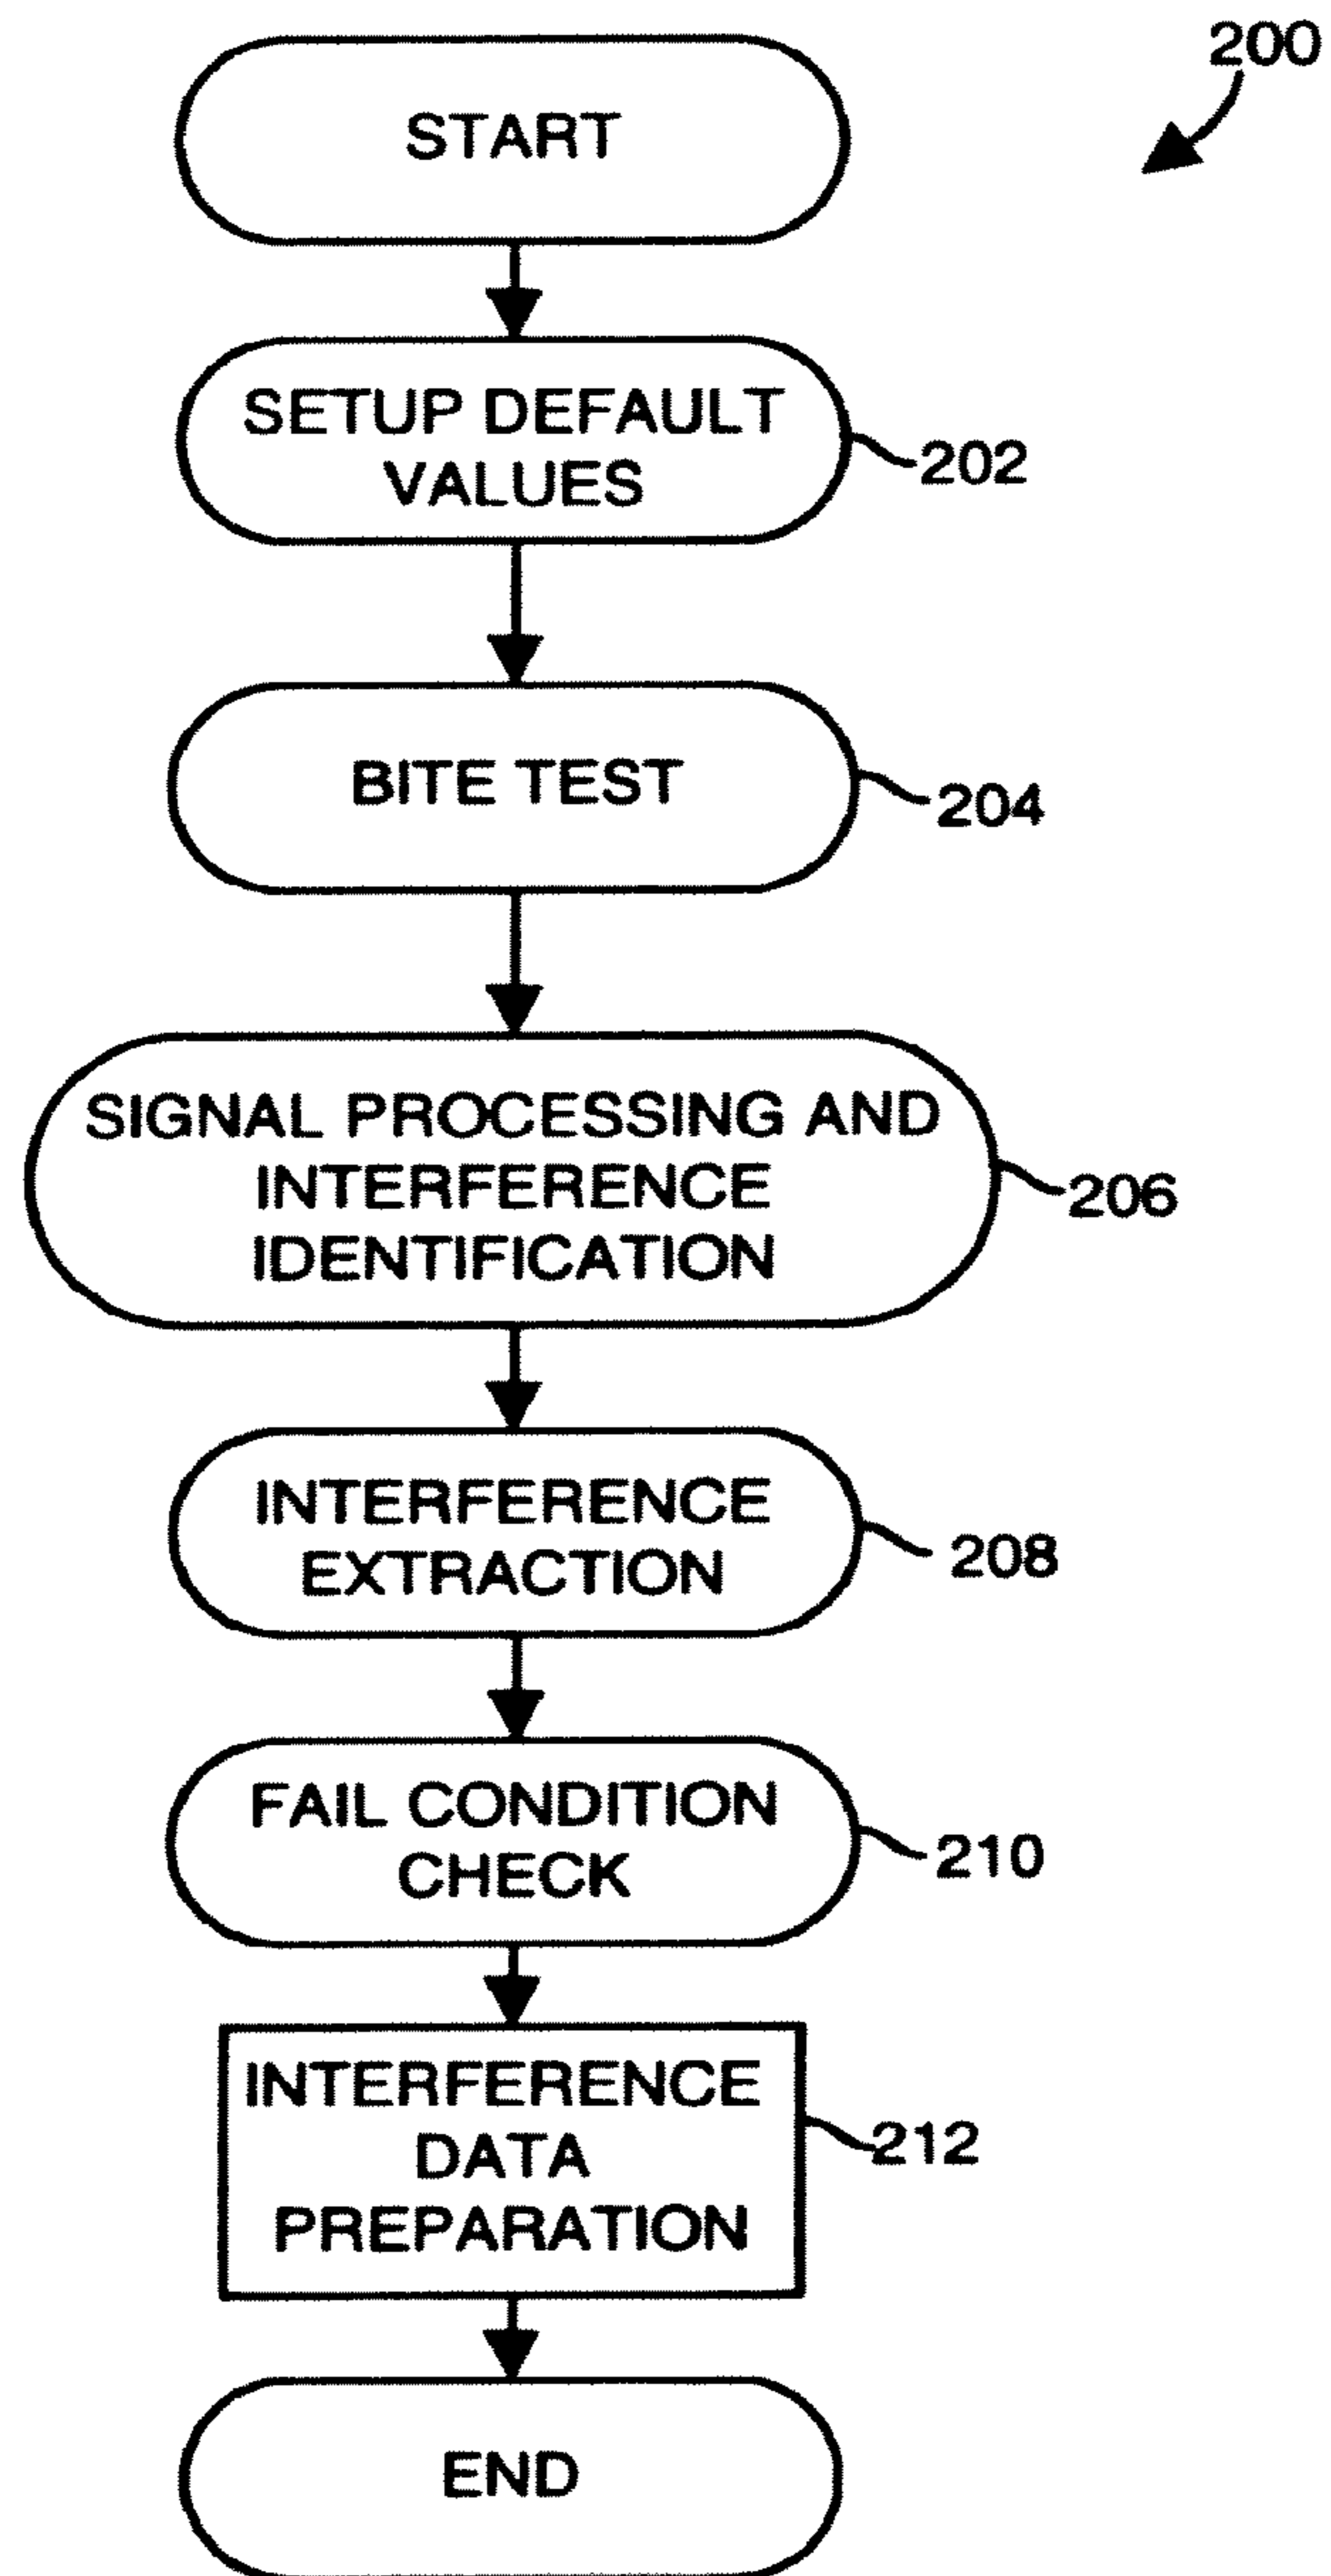 200
START
SETUP DEFAULT
VALUES
202
BITE TEST
204
SIGNAL PROCESSING AND
INTERFERENCE
IDENTIFICATION
206
INTERFERENCE
EXTRACTION
208
FAIL CONDITION
CHECK
210
INTERFERENCE
DATA
PREPARATION
212
END